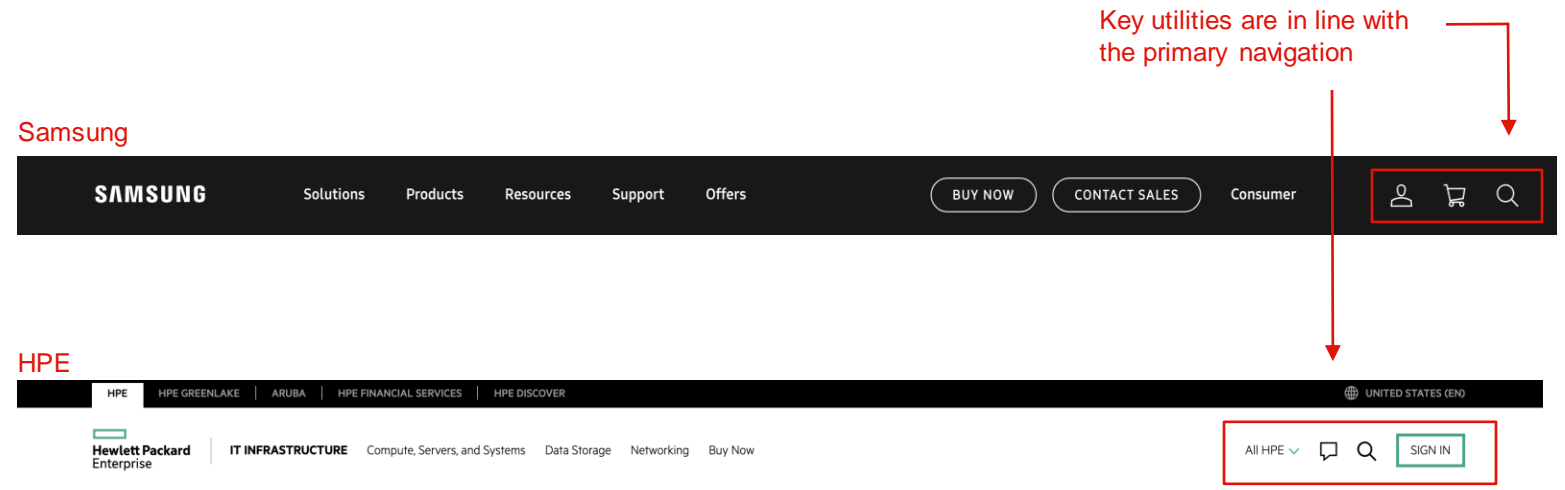 Key utilities are in line with
the primary navigation
Samsung
SAMSUNG Solutions Products Resources Support Offers BUY NOW CONTACT SALES Consumer
HPE
HPE HPE GREENLAKE ARUBA HPE FINANCIAL SERVICES HPE DISCOVER UNITED STATES (EN)
Hewlett Packard
Enterprise
IT INFRASTRUCTURE Compute, Servers, and Systems Data Storage Networking Buy Now All HPE SIGN IN